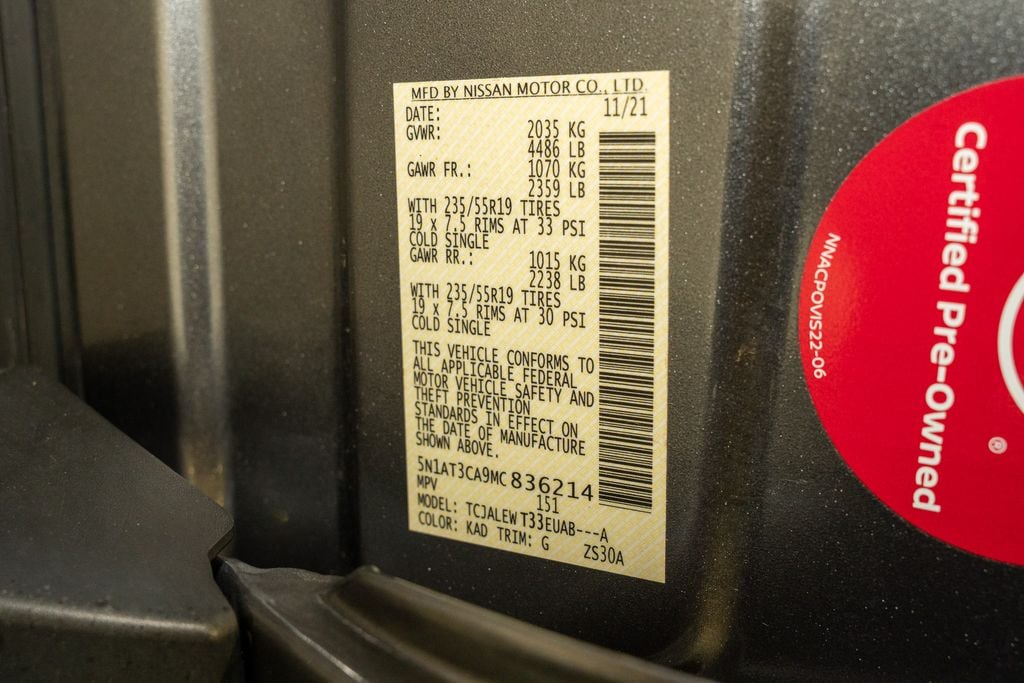 MFD BY NISSAN MOTOR CO., LTD.
DATE: 11/21
GVWR: 2035 KG
4486 LB
GAWR FR.: 1070 KG
2359 LB
WITH 235/55R19 TIRES
19 X 7.5 RIMS AT 33 PSI
COLD SINGLE
GAWR RR.: 1015 KG
2238 LB
WITH 235/55R19 TIRES
19 X 7.5 RIMS AT 30 PSI
COLD SINGLE
THIS VEHICLE CONFORMS TO
ALL APPLICABLE FEDERAL
MOTOR VEHICLE SAFETY AND
THEFT PREVENTION
STANDARDS IN EFFECT ON
THE DATE OF MANUFACTURE
SHOWN ABOVE.
5N1AT3CA9MC 836214
MPV 151
MODEL: TCJALEW T33EUAB---A
COLOR: KAD TRIM: G ZS30A
Certified Pre-Owned
®
NNACPOVIS22-06